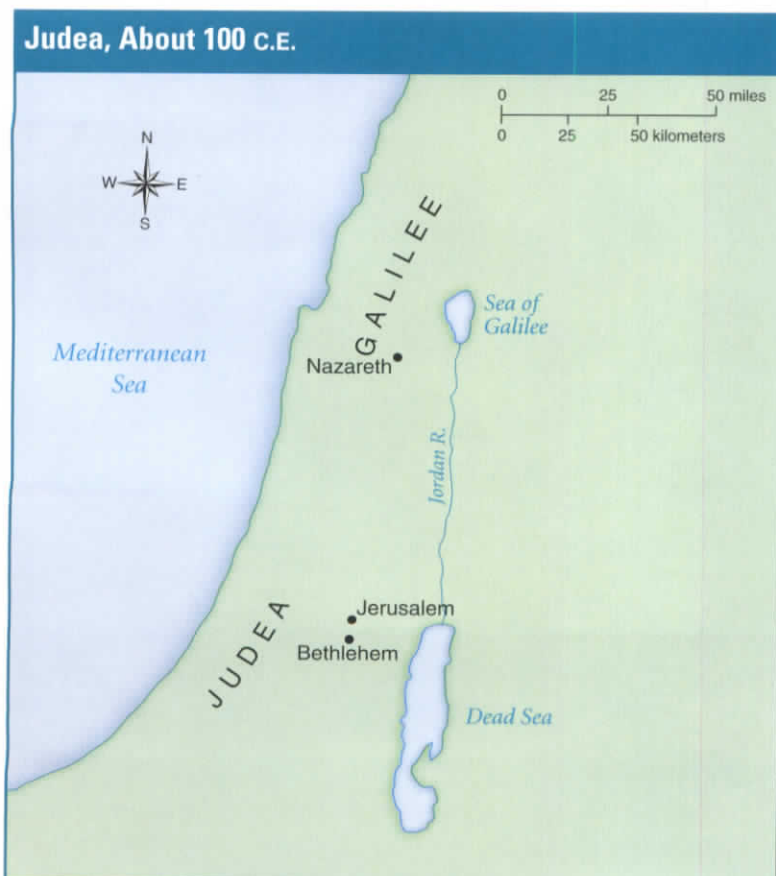 Judea, About 100 C.E.
0 25 50 miles
0 25 50 kilometers
N
W E
S
GALILEE
Sea of
Galilee
Mediterranean
Sea
Nazareth
Jordan R.
Jerusalem
JUDEA
Bethlehem
Dead Sea